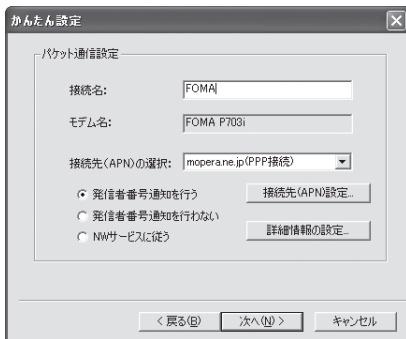 かんたん設定
パケット通信設定
接続名: FOMA
モデム名: FOMA P703i
接続先(APN)の選択: mopera.ne.jp(PPP接続)
発信者番号通知を行う 接続先(APN)設定...
発信者番号通知を行わない
NWサービスに従う 詳細情報の設定...
< 戻る(B) 次へ(N) > キャンセル